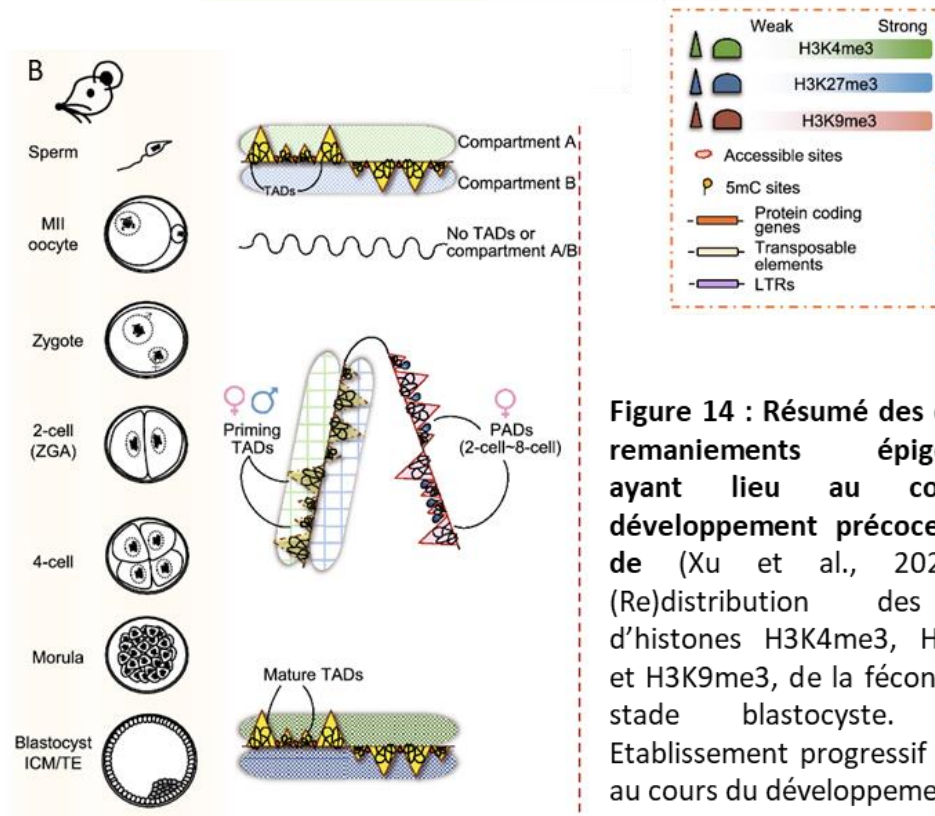 B
Sperm
Compartment A
Compartment B
TADs
MII
oocyte
No TADs or
compartment A/B
Zygote
♀ ♂
Priming
TADs
♀
PADs
(2-cell~8-cell)
2-cell
(ZGA)
4-cell
Morula
Mature TADs
Blastocyst
ICM/TE
Weak Strong
H3K4me3
H3K27me3
H3K9me3
Accessible sites
5mC sites
Protein coding
genes
Transposable
elements
LTRs
Figure 14 : Résumé des
remaniements épig
ayant lieu au co
développement précoce
de (Xu et al., 202
(Re)distribution des
d'histones H3K4me3, H
et H3K9me3, de la fécon
stade blastocyste.
Etablissement progressif
au cours du développeme